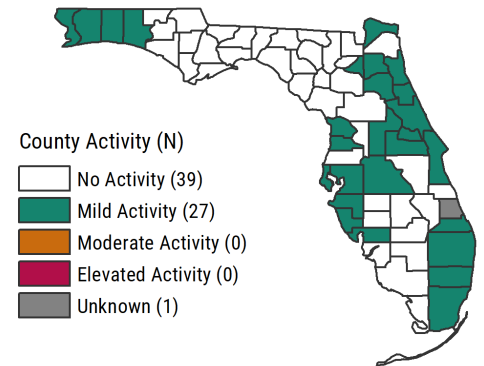 County Activity (N)
No Activity (39)
Mild Activity (27)
Moderate Activity (0)
Elevated Activity (0)
Unknown (1)